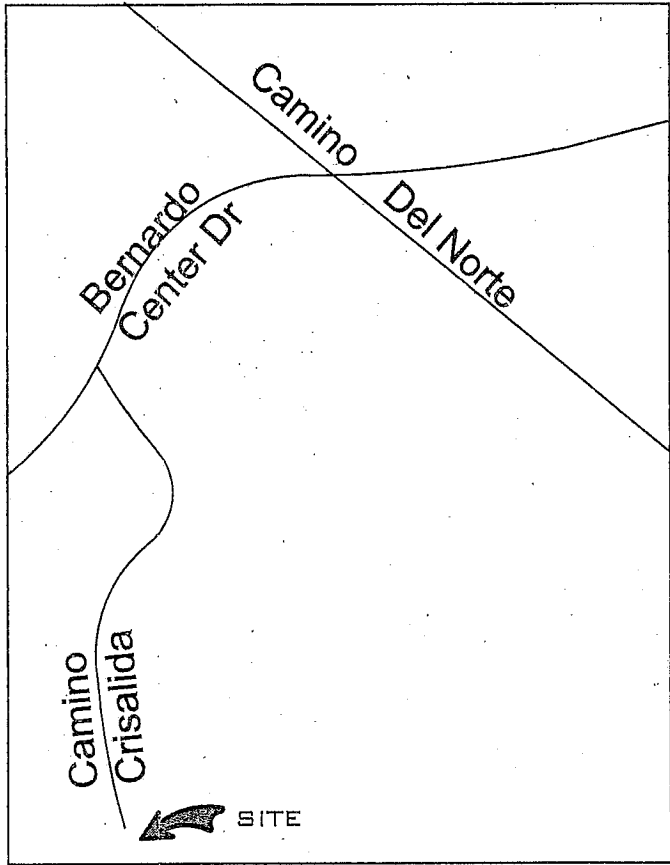 Camino
Del Norte
Bernardo
Center Dr
Camino
Crisalida
SITE